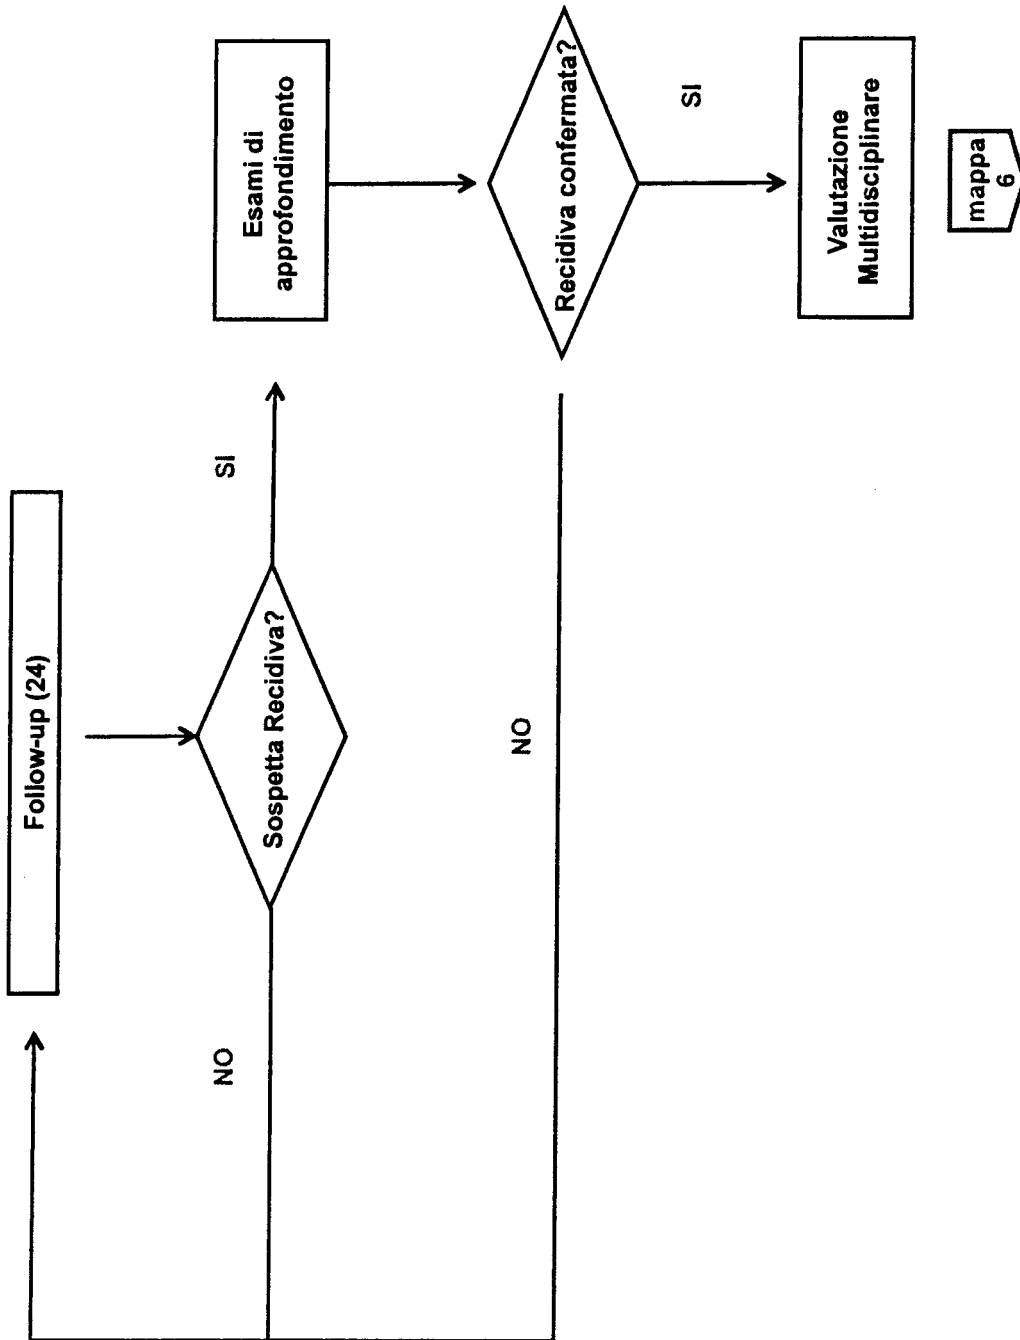 Follow-up (24)
NO
Sospetta Recidiva?
SI
Esami di
approfondimento
NO
Recidiva confermata?
SI
Valutazione
Multidisciplinare
mappa
6